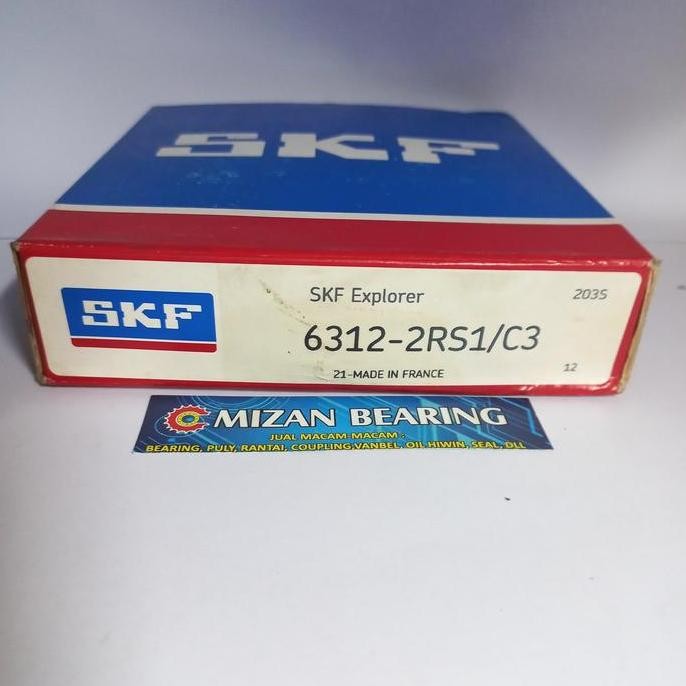 SKF
SKF
SKF Explorer
203S
6312-2RS1/C3
21-MADE IN FRANCE
12
MIZAN BEARING
JUAL MACAM-MACAM :
BEARING, PULY, RANTAI, COUPLING,VANBEL, OIL HIWIN, SEAL, DLL